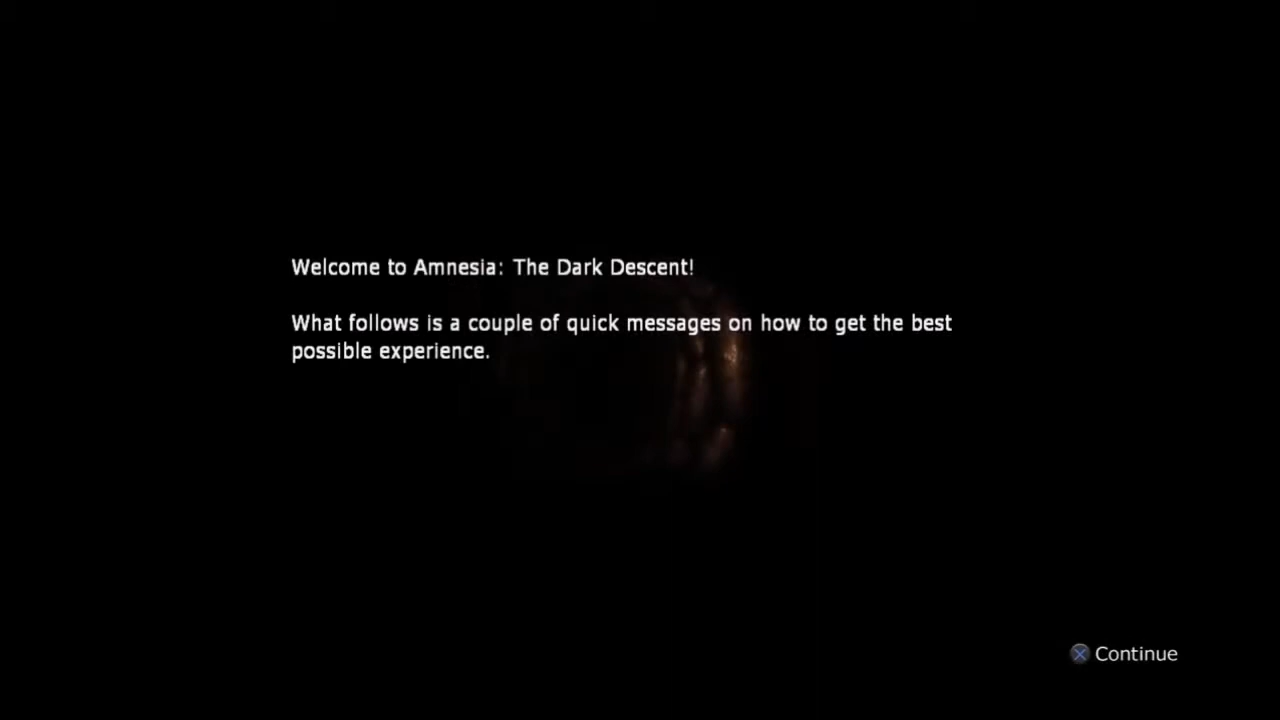 Welcome to Amnesia: The Dark Descent!
What follows is a couple of quick messages on how to get the best
possible experience.
Continue